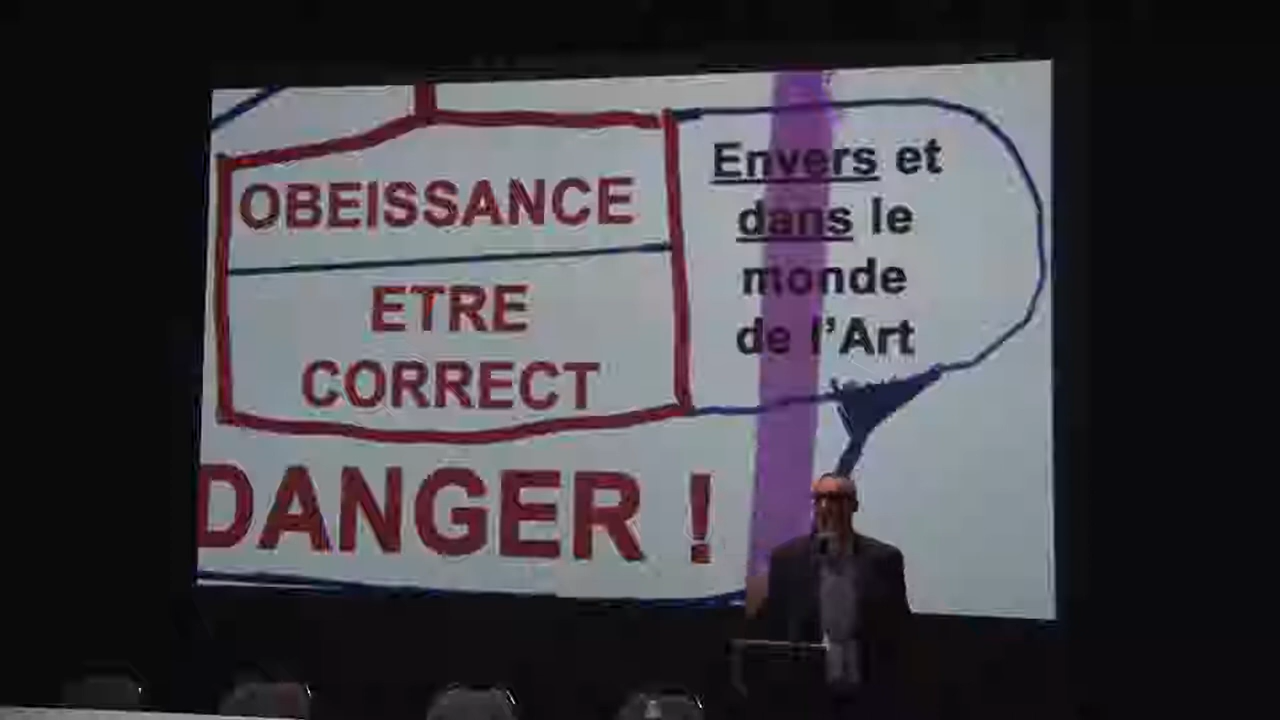 OBEISSANCE
ETRE
CORRECT
DANGER !
Envers et
dans le
monde
de l'Art